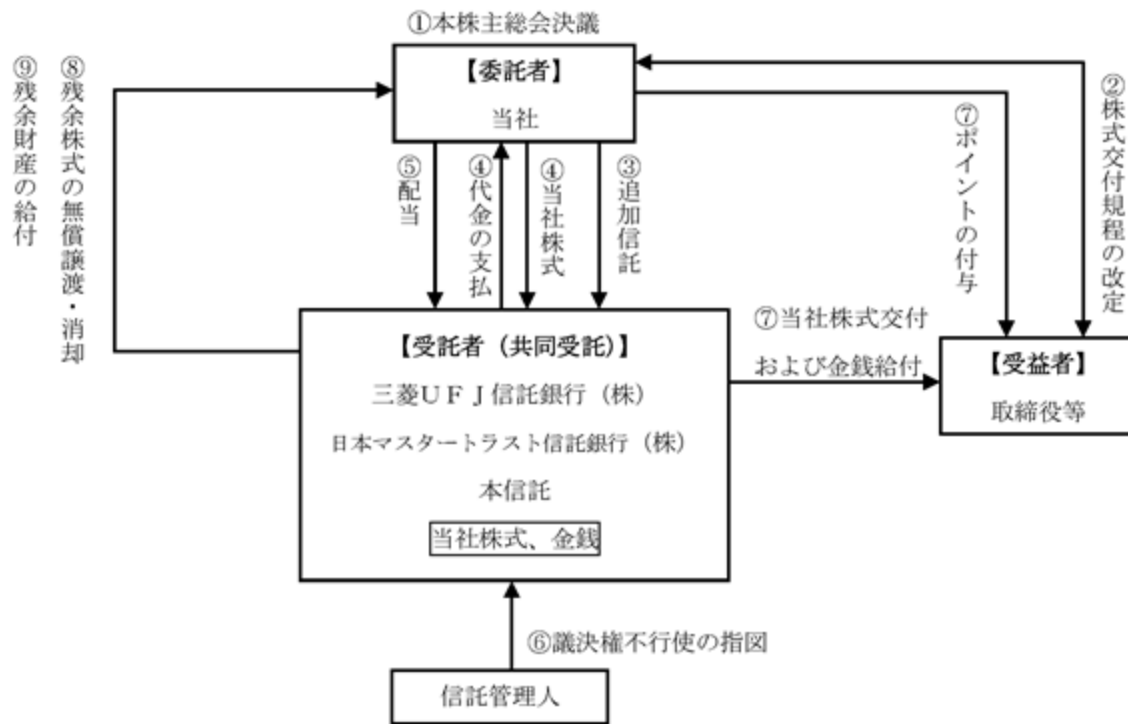 ①本株主総会決議
【委託者】
当社
⑨残余財産の給付
⑧残余株式の無償譲渡・消却
⑤配当
④代金の支払
④当社株式
③追加信託
⑦ポイントの付与
②株式交付規程の改定
【受託者（共同受託）】
三菱ＵＦＪ信託銀行（株）
日本マスタートラスト信託銀行（株）
本信託
当社株式、金銭
⑦当社株式交付
および金銭給付
【受益者】
取締役等
⑥議決権不行使の指図
信託管理人